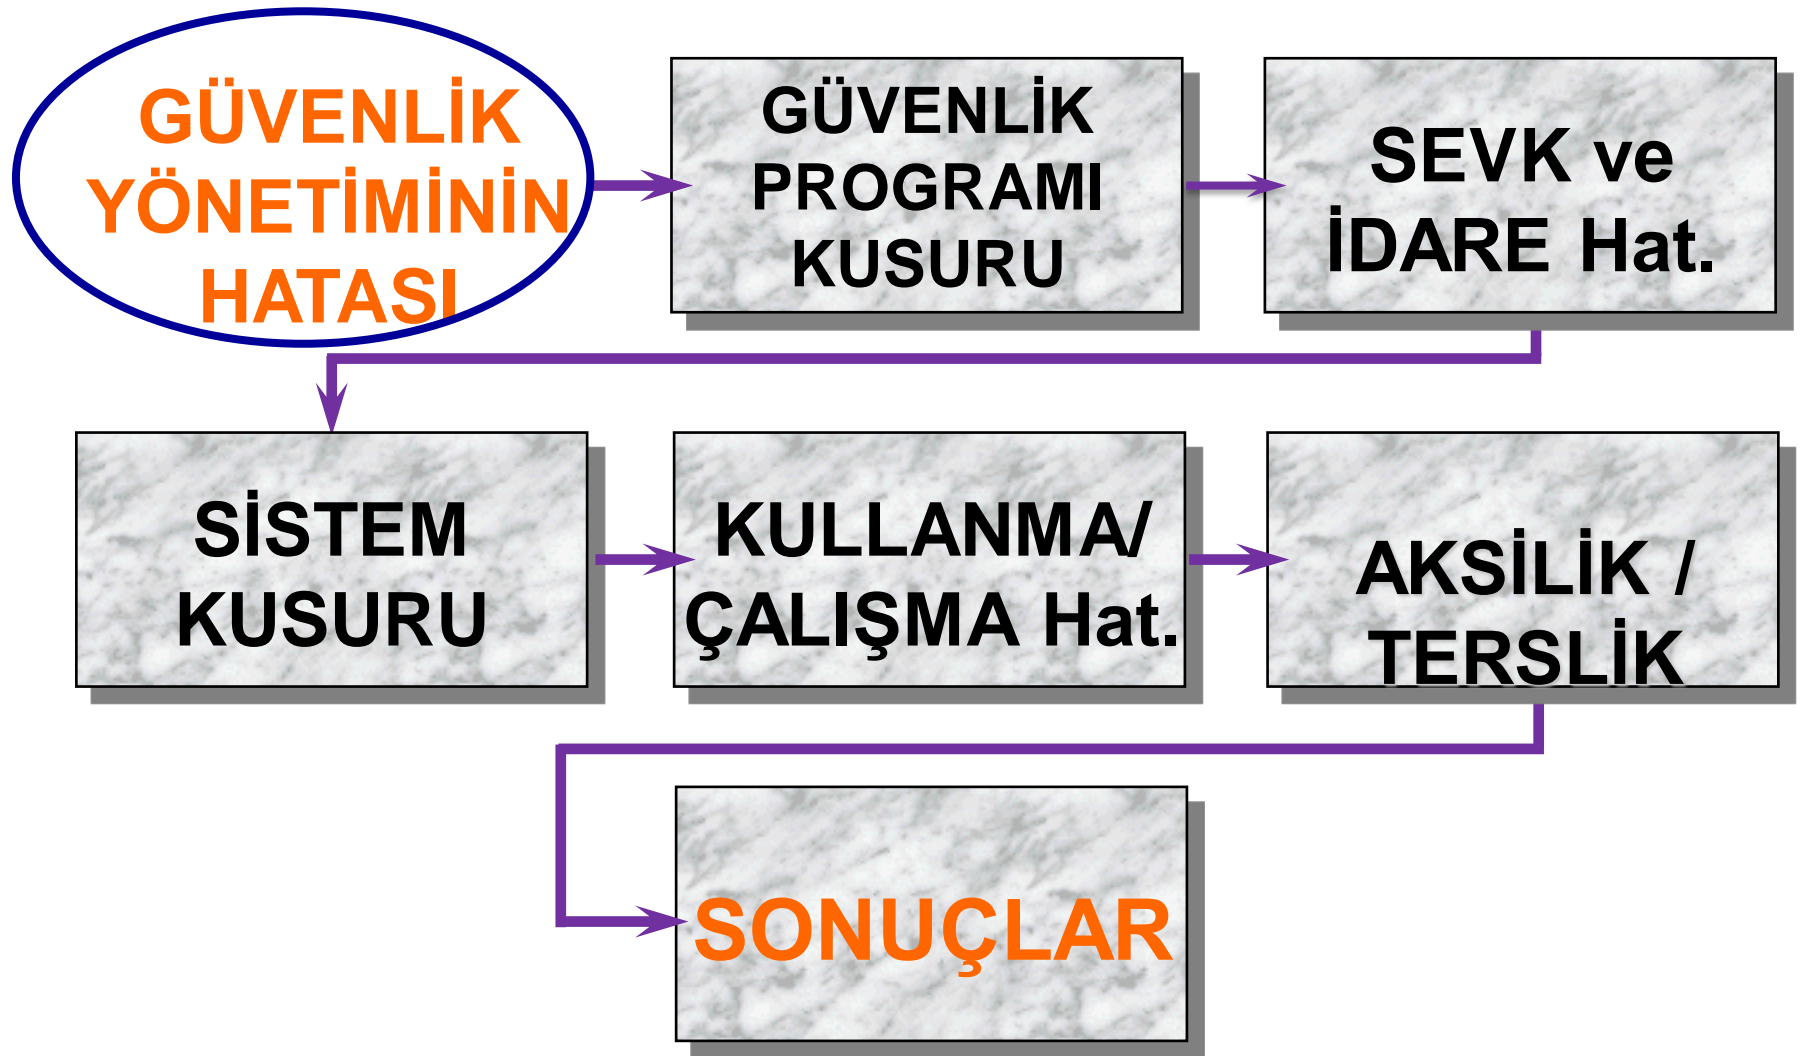 GÜVENLİK
YÖNETİMİNİN
HATASI
GÜVENLİK
PROGRAMI
KUSURU
SEVK ve
İDARE Hat.
SİSTEM
KUSURU
KULLANMA/
ÇALIŞMA Hat.
AKSİLİK /
TERSLİK
SONUÇLAR